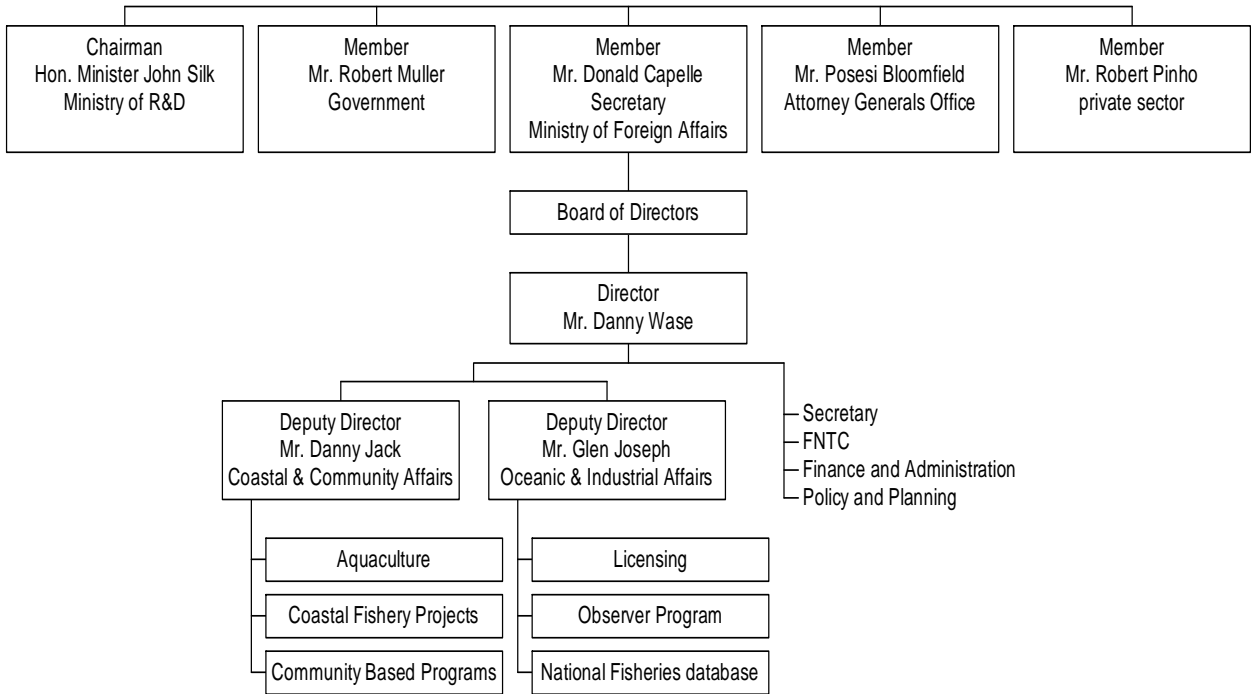 Chairman
Hon. Minister John Silk
Ministry of R&D
Member
Mr. Robert Muller
Government
Member
Mr. Donald Capelle
Secretary
Ministry of Foreign Affairs
Member
Mr. Posesi Bloomfield
Attorney Generals Office
Member
Mr. Robert Pinho
private sector
Board of Directors
Director
Mr. Danny Wase
Deputy Director
Mr. Danny Jack
Coastal & Community Affairs
Deputy Director
Mr. Glen Joseph
Oceanic & Industrial Affairs
Secretary
FNTC
Finance and Administration
Policy and Planning
Aquaculture
Coastal Fishery Projects
Community Based Programs
Licensing
Observer Program
National Fisheries database